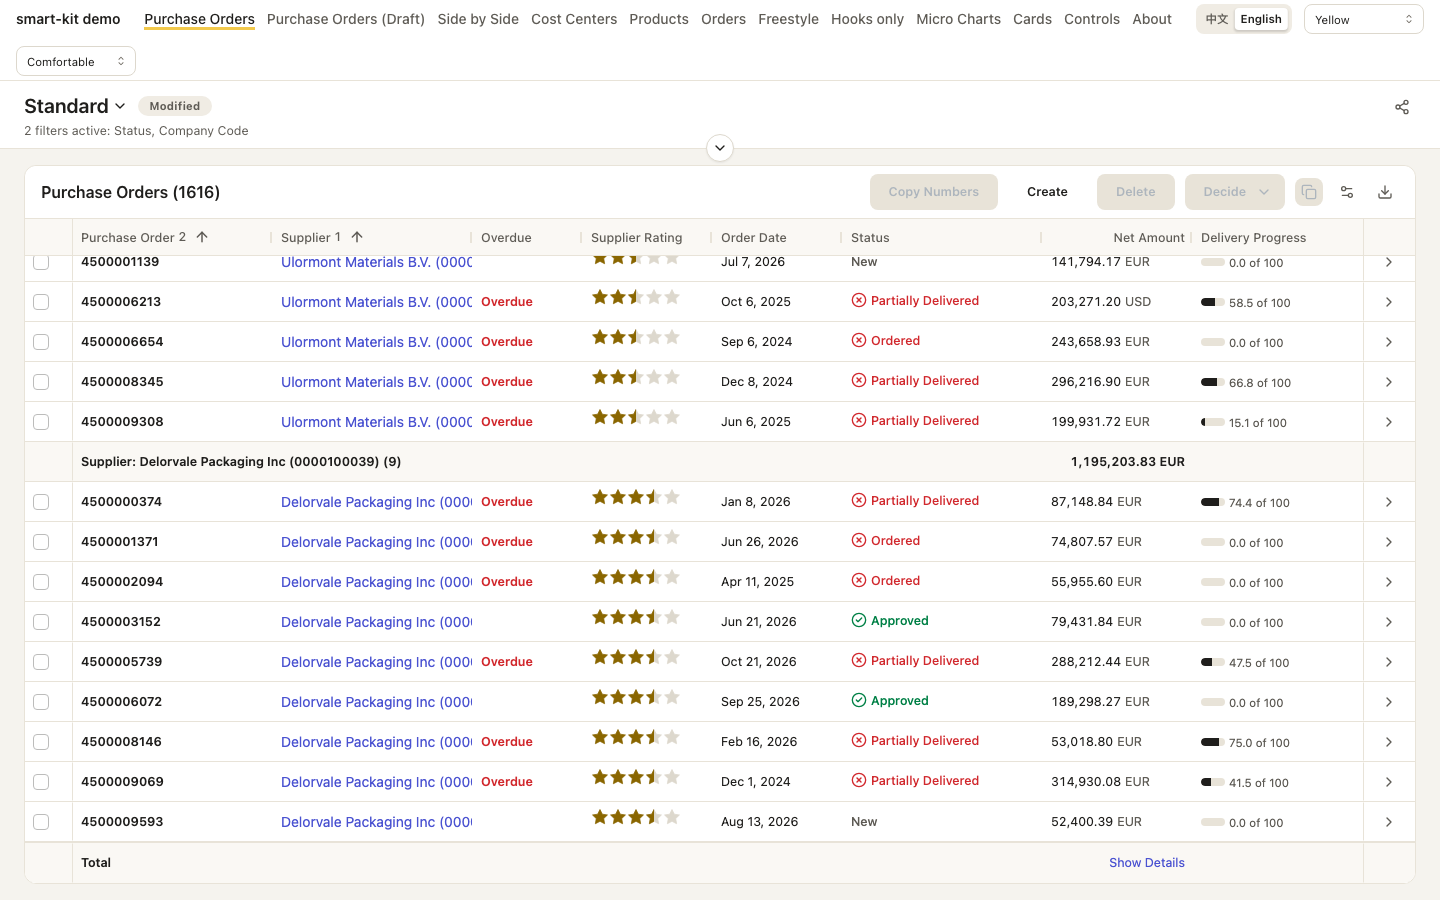 smart-kit demo Purchase Orders Purchase Orders (Draft) Side by Side Cost Centers Products Orders Freestyle Hooks only Micro Charts Cards Controls About 中文 English Yellow
Comfortable
Standard Modified
2 filters active: Status, Company Code
Purchase Orders (1616) Copy Numbers Create Delete Decide
Purchase Order 2 Supplier 1 Overdue Supplier Rating Order Date Status Net Amount Delivery Progress
4500001139 Ulormont Materials B.V. (0000 Jul 7, 2026 New 141,794.17 EUR 0.0 of 100
4500006213 Ulormont Materials B.V. (0000 Overdue Oct 6, 2025 Partially Delivered 203,271.20 USD 58.5 of 100
4500006654 Ulormont Materials B.V. (0000 Overdue Sep 6, 2024 Ordered 243,658.93 EUR 0.0 of 100
4500008345 Ulormont Materials B.V. (0000 Overdue Dec 8, 2024 Partially Delivered 296,216.90 EUR 66.8 of 100
4500009308 Ulormont Materials B.V. (0000 Overdue Jun 6, 2025 Partially Delivered 199,931.72 EUR 15.1 of 100
Supplier: Delorvale Packaging Inc (0000100039) (9) 1,195,203.83 EUR
4500000374 Delorvale Packaging Inc (000 Overdue Jan 8, 2026 Partially Delivered 87,148.84 EUR 74.4 of 100
4500001371 Delorvale Packaging Inc (000 Overdue Jun 26, 2026 Ordered 74,807.57 EUR 0.0 of 100
4500002094 Delorvale Packaging Inc (000 Overdue Apr 11, 2025 Ordered 55,955.60 EUR 0.0 of 100
4500003152 Delorvale Packaging Inc (000 Jun 21, 2026 Approved 79,431.84 EUR 0.0 of 100
4500005739 Delorvale Packaging Inc (000 Overdue Oct 21, 2026 Partially Delivered 288,212.44 EUR 47.5 of 100
4500006072 Delorvale Packaging Inc (000 Sep 25, 2026 Approved 189,298.27 EUR 0.0 of 100
4500008146 Delorvale Packaging Inc (000 Overdue Feb 16, 2026 Partially Delivered 53,018.80 EUR 75.0 of 100
4500009069 Delorvale Packaging Inc (000 Overdue Dec 1, 2024 Partially Delivered 314,930.08 EUR 41.5 of 100
4500009593 Delorvale Packaging Inc (000 Aug 13, 2026 New 52,400.39 EUR 0.0 of 100
Total Show Details